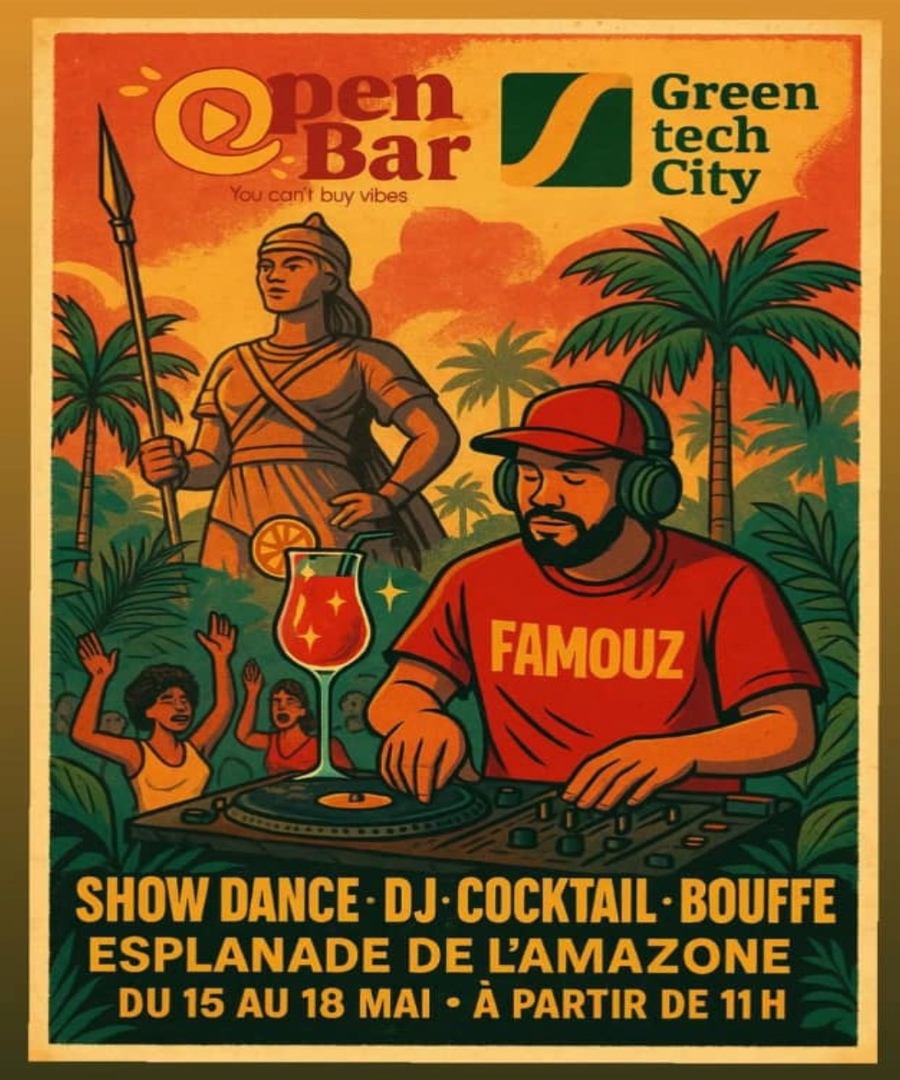 Open
Bar
You can't buy vibes
Green
tech
City
FAMOUZ
SHOW DANCE · DJ · COCKTAIL · BOUFFE
ESPLANADE DE L'AMAZONE
DU 15 AU 18 MAI • À PARTIR DE 11 H